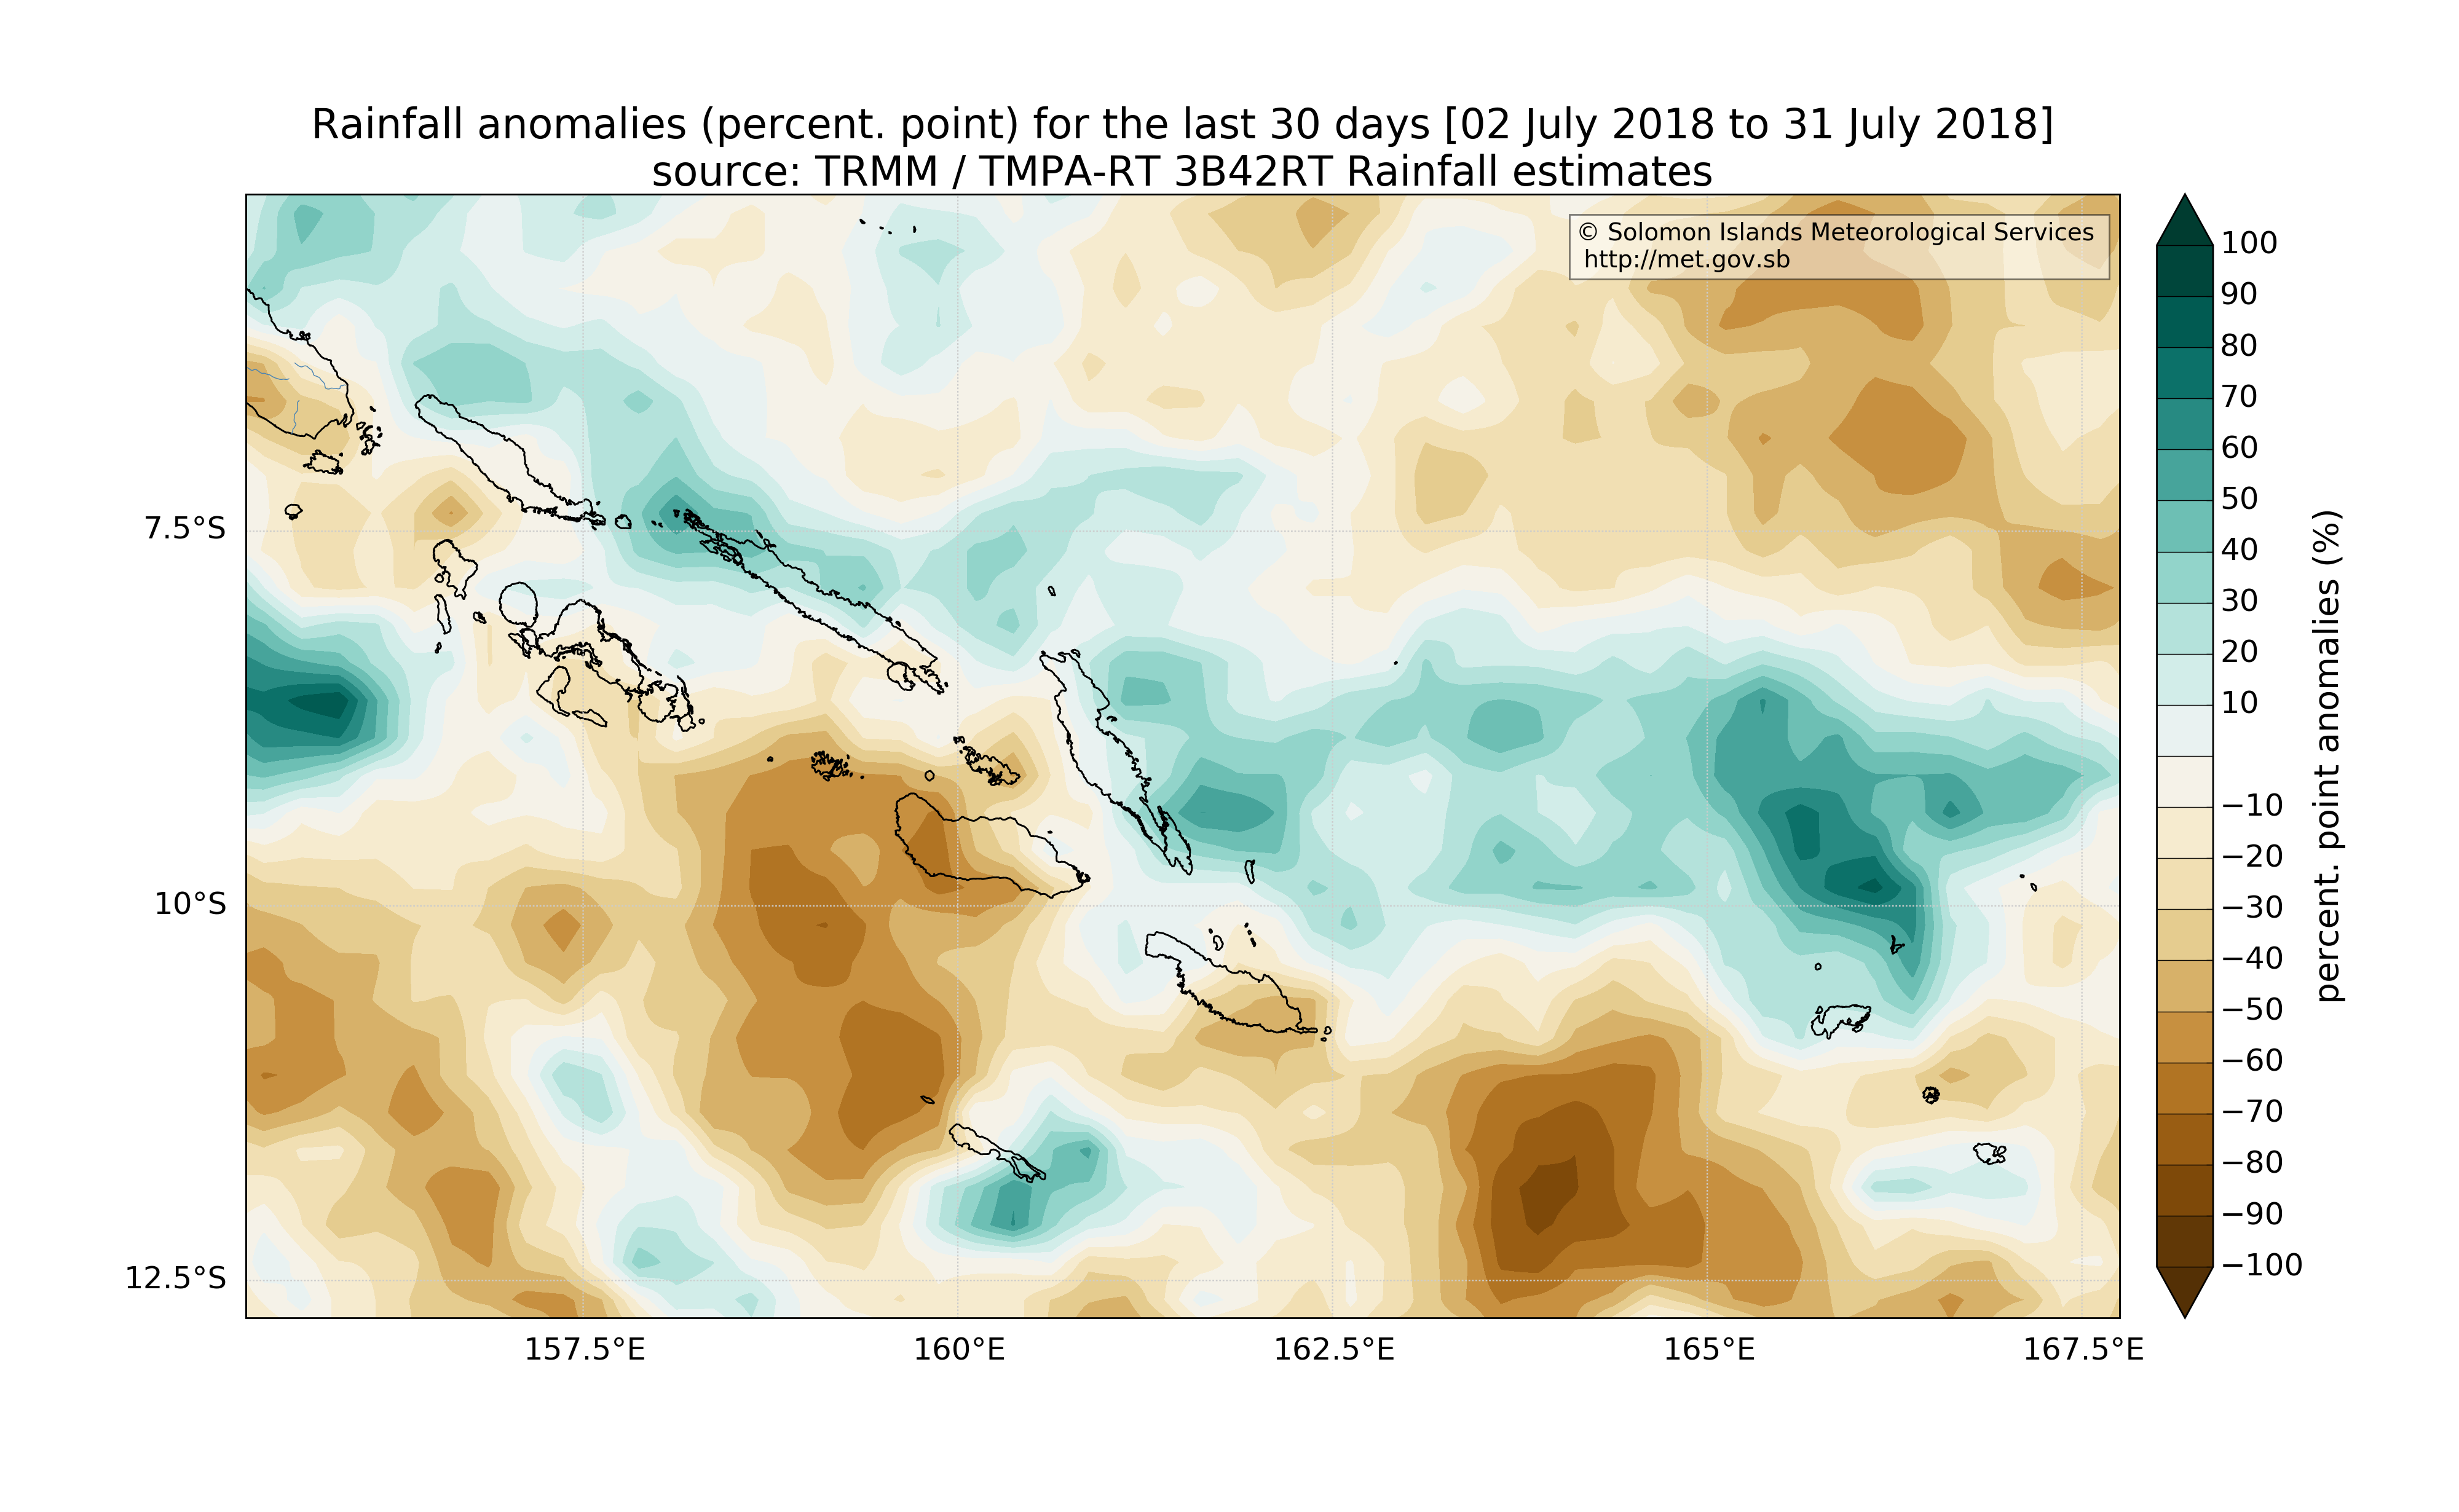 Rainfall anomalies (percent. point) for the last 30 days [02 July 2018 to 31 July 2018]
source: TRMM / TMPA-RT 3B42RT Rainfall estimates
© Solomon Islands Meteorological Services
http://met.gov.sb
7.5°S
10°S
12.5°S
157.5°E
160°E
162.5°E
165°E
167.5°E
100
90
80
70
60
50
40
30
20
10
−10
−20
−30
−40
−50
−60
−70
−80
−90
−100
percent. point anomalies (%)